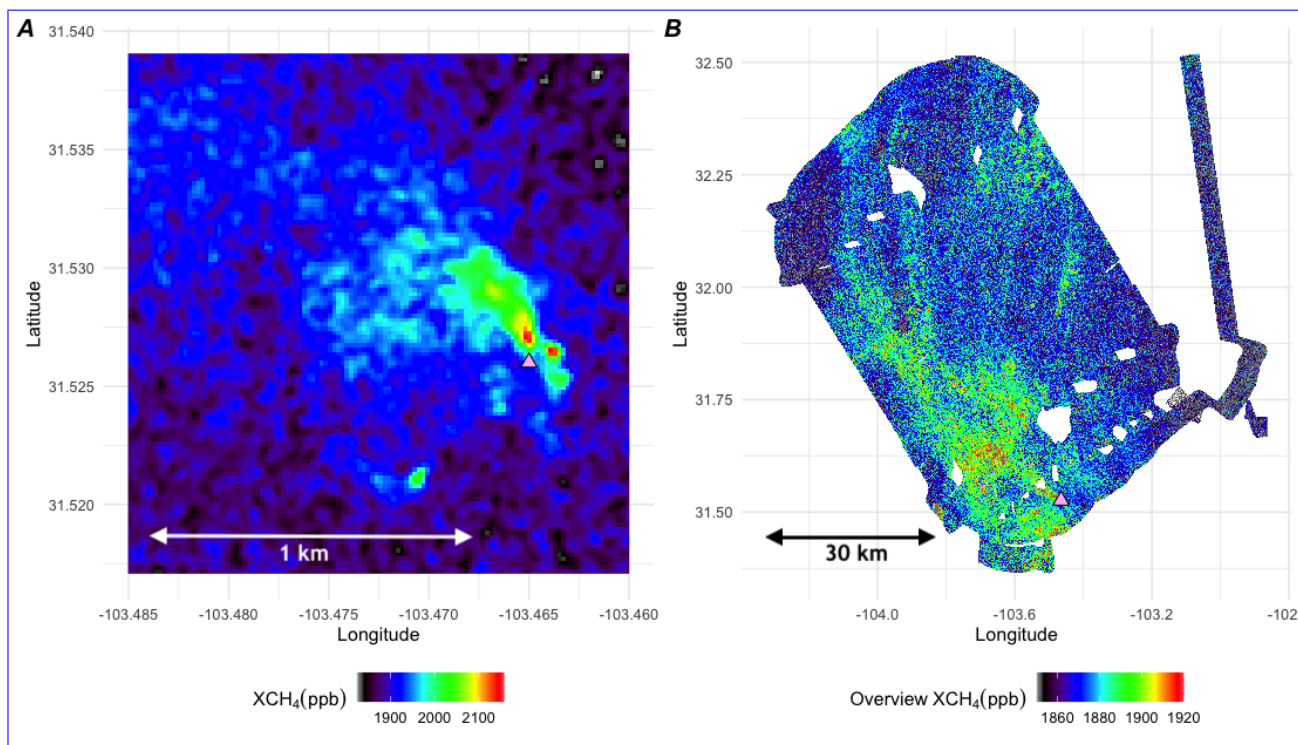 A
31.540
31.535
31.530
31.525
31.520
Latitude
1 km
-103.485 -103.480 -103.475 -103.470 -103.465 -103.460
Longitude
XCH₄(ppb)
1900 2000 2100
B
32.50
32.25
32.00
31.75
31.50
Latitude
30 km
-104.0 -103.6 -103.2 -102
Longitude
Overview XCH₄(ppb)
1860 1880 1900 1920